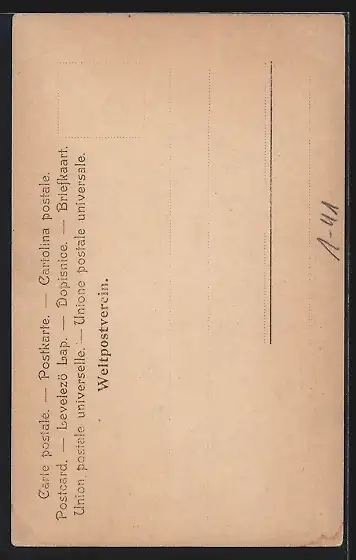 Carte postale. — Postkarte. — Cartolina postale.
Postcard. — Levelező Lap. — Dopisnice. — Briefkaart.
Union postale universelle. — Unione postale universale.
Weltpostverein.
1-41